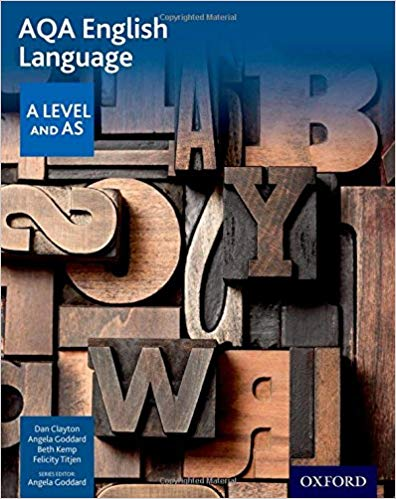 AQA English
Language
A LEVEL
AND AS
A
B
Y
W
Dan Clayton
Angela Goddard
Beth Kemp
Felicity Titjen
SERIES EDITOR:
Angela Goddard
OXFORD